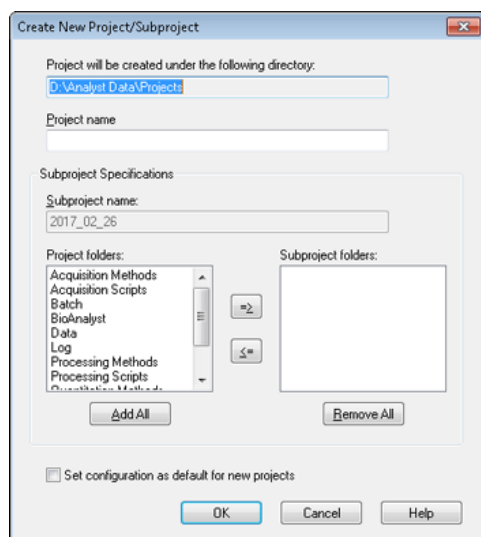 Create New Project/Subproject
Project will be created under the following directory:
D:\Analyst Data\Projects
Project name
Subproject Specifications
Subproject name:
2017_02_26
Project folders:
Subproject folders:
Acquisition Methods
Acquisition Scripts
Batch
BioAnalyst
Data
Log
Processing Methods
Processing Scripts
=>
<=
Add All
Remove All
Set configuration as default for new projects
OK
Cancel
Help